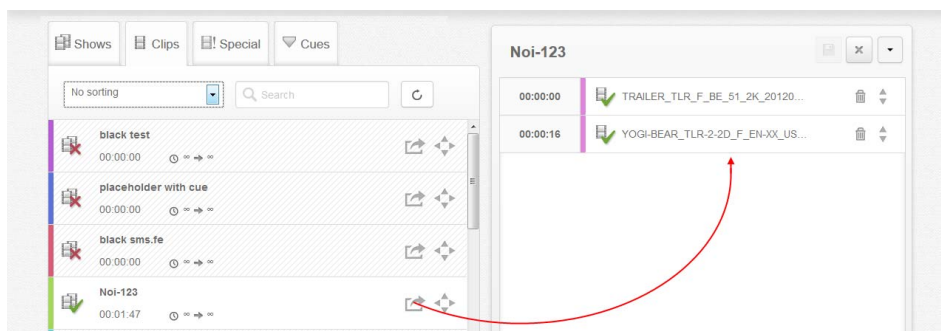 Shows Clips Special Cues
No sorting Search
black test
00:00:00 ∞ ➔ ∞
placeholder with cue
00:00:00 ∞ ➔ ∞
black sms.fe
00:00:00 ∞ ➔ ∞
Noi-123
00:01:47 ∞ ➔ ∞
Noi-123
00:00:00 TRAILER_TLR_F_BE_51_2K_20120...
00:00:16 YOGI-BEAR_TLR-2-2D_F_EN-XX_US...